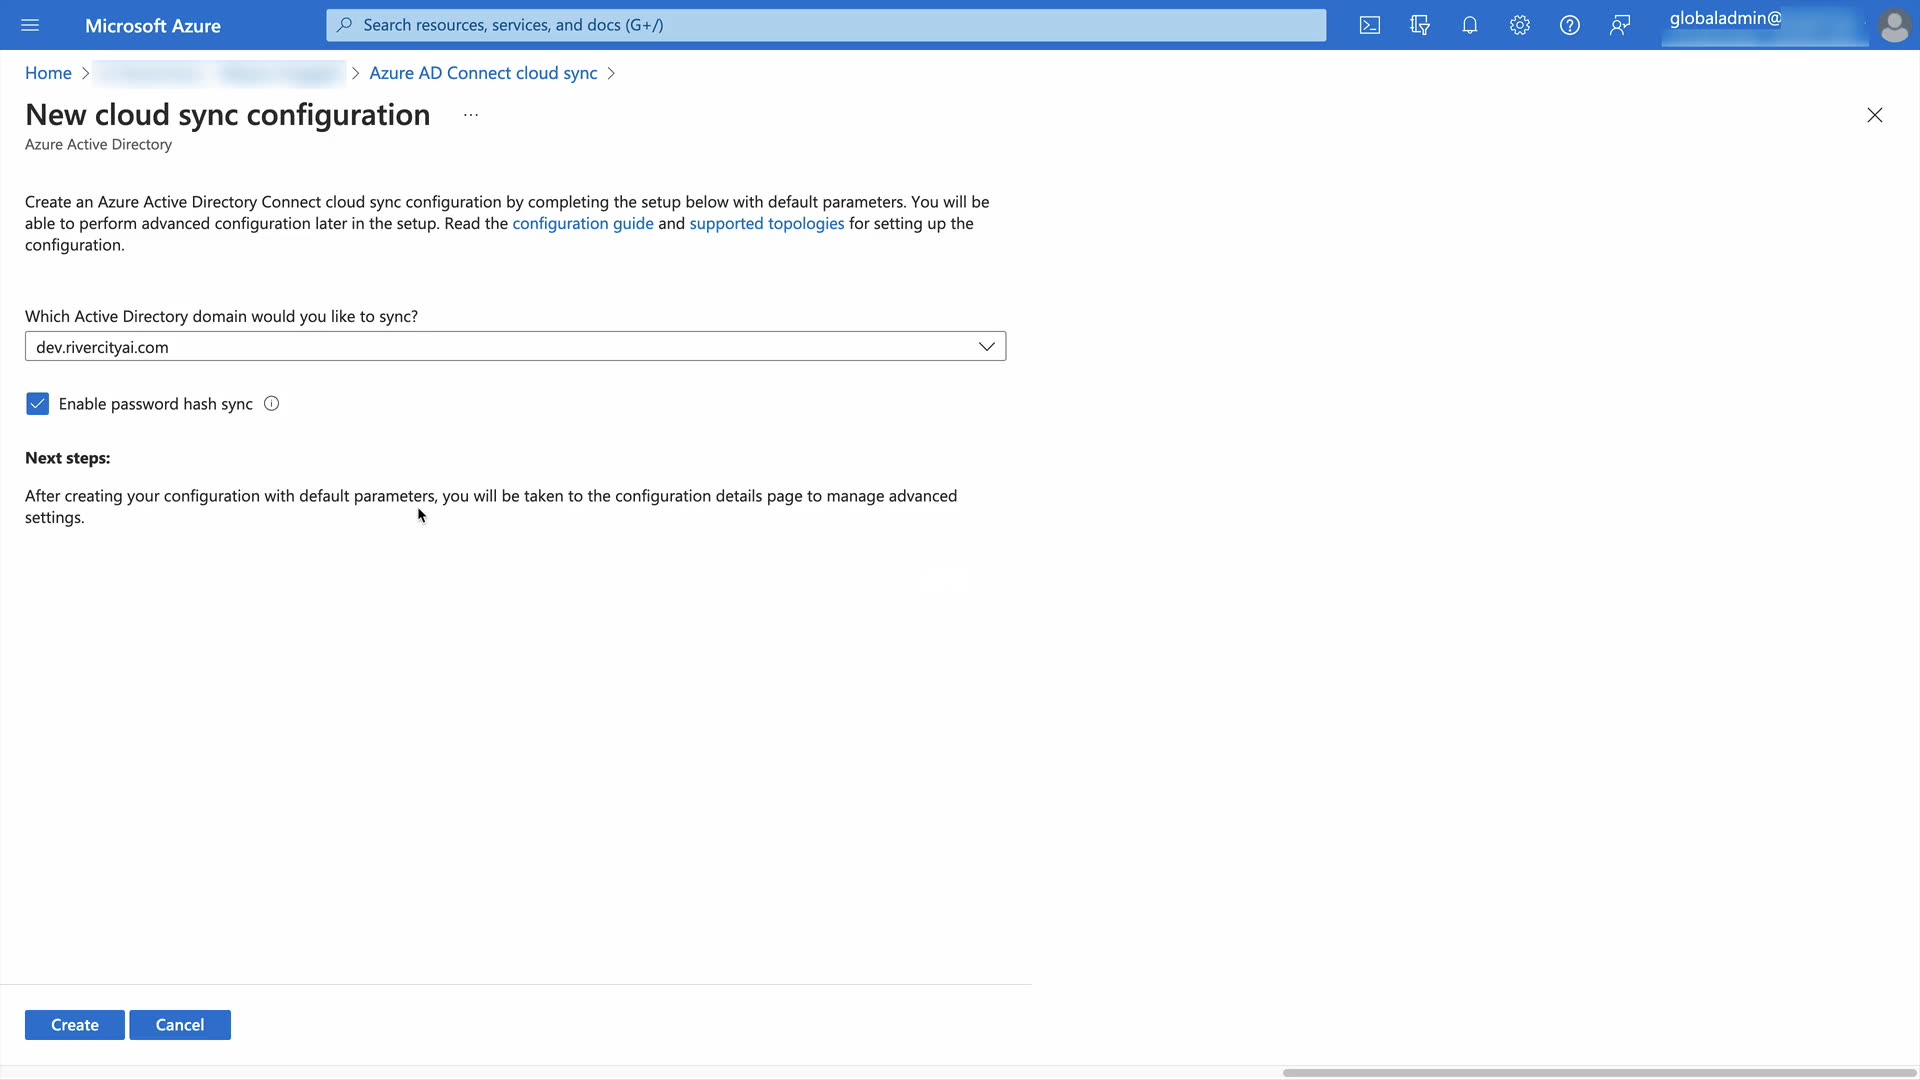 Microsoft Azure
Search resources, services, and docs (G+/)
globaladmin@
Home > > Azure AD Connect cloud sync >
New cloud sync configuration ...
Azure Active Directory
Create an Azure Active Directory Connect cloud sync configuration by completing the setup below with default parameters. You will be
able to perform advanced configuration later in the setup. Read the configuration guide and supported topologies for setting up the
configuration.
Which Active Directory domain would you like to sync?
dev.rivercityai.com
Enable password hash sync
Next steps:
After creating your configuration with default parameters, you will be taken to the configuration details page to manage advanced
settings.
Create Cancel